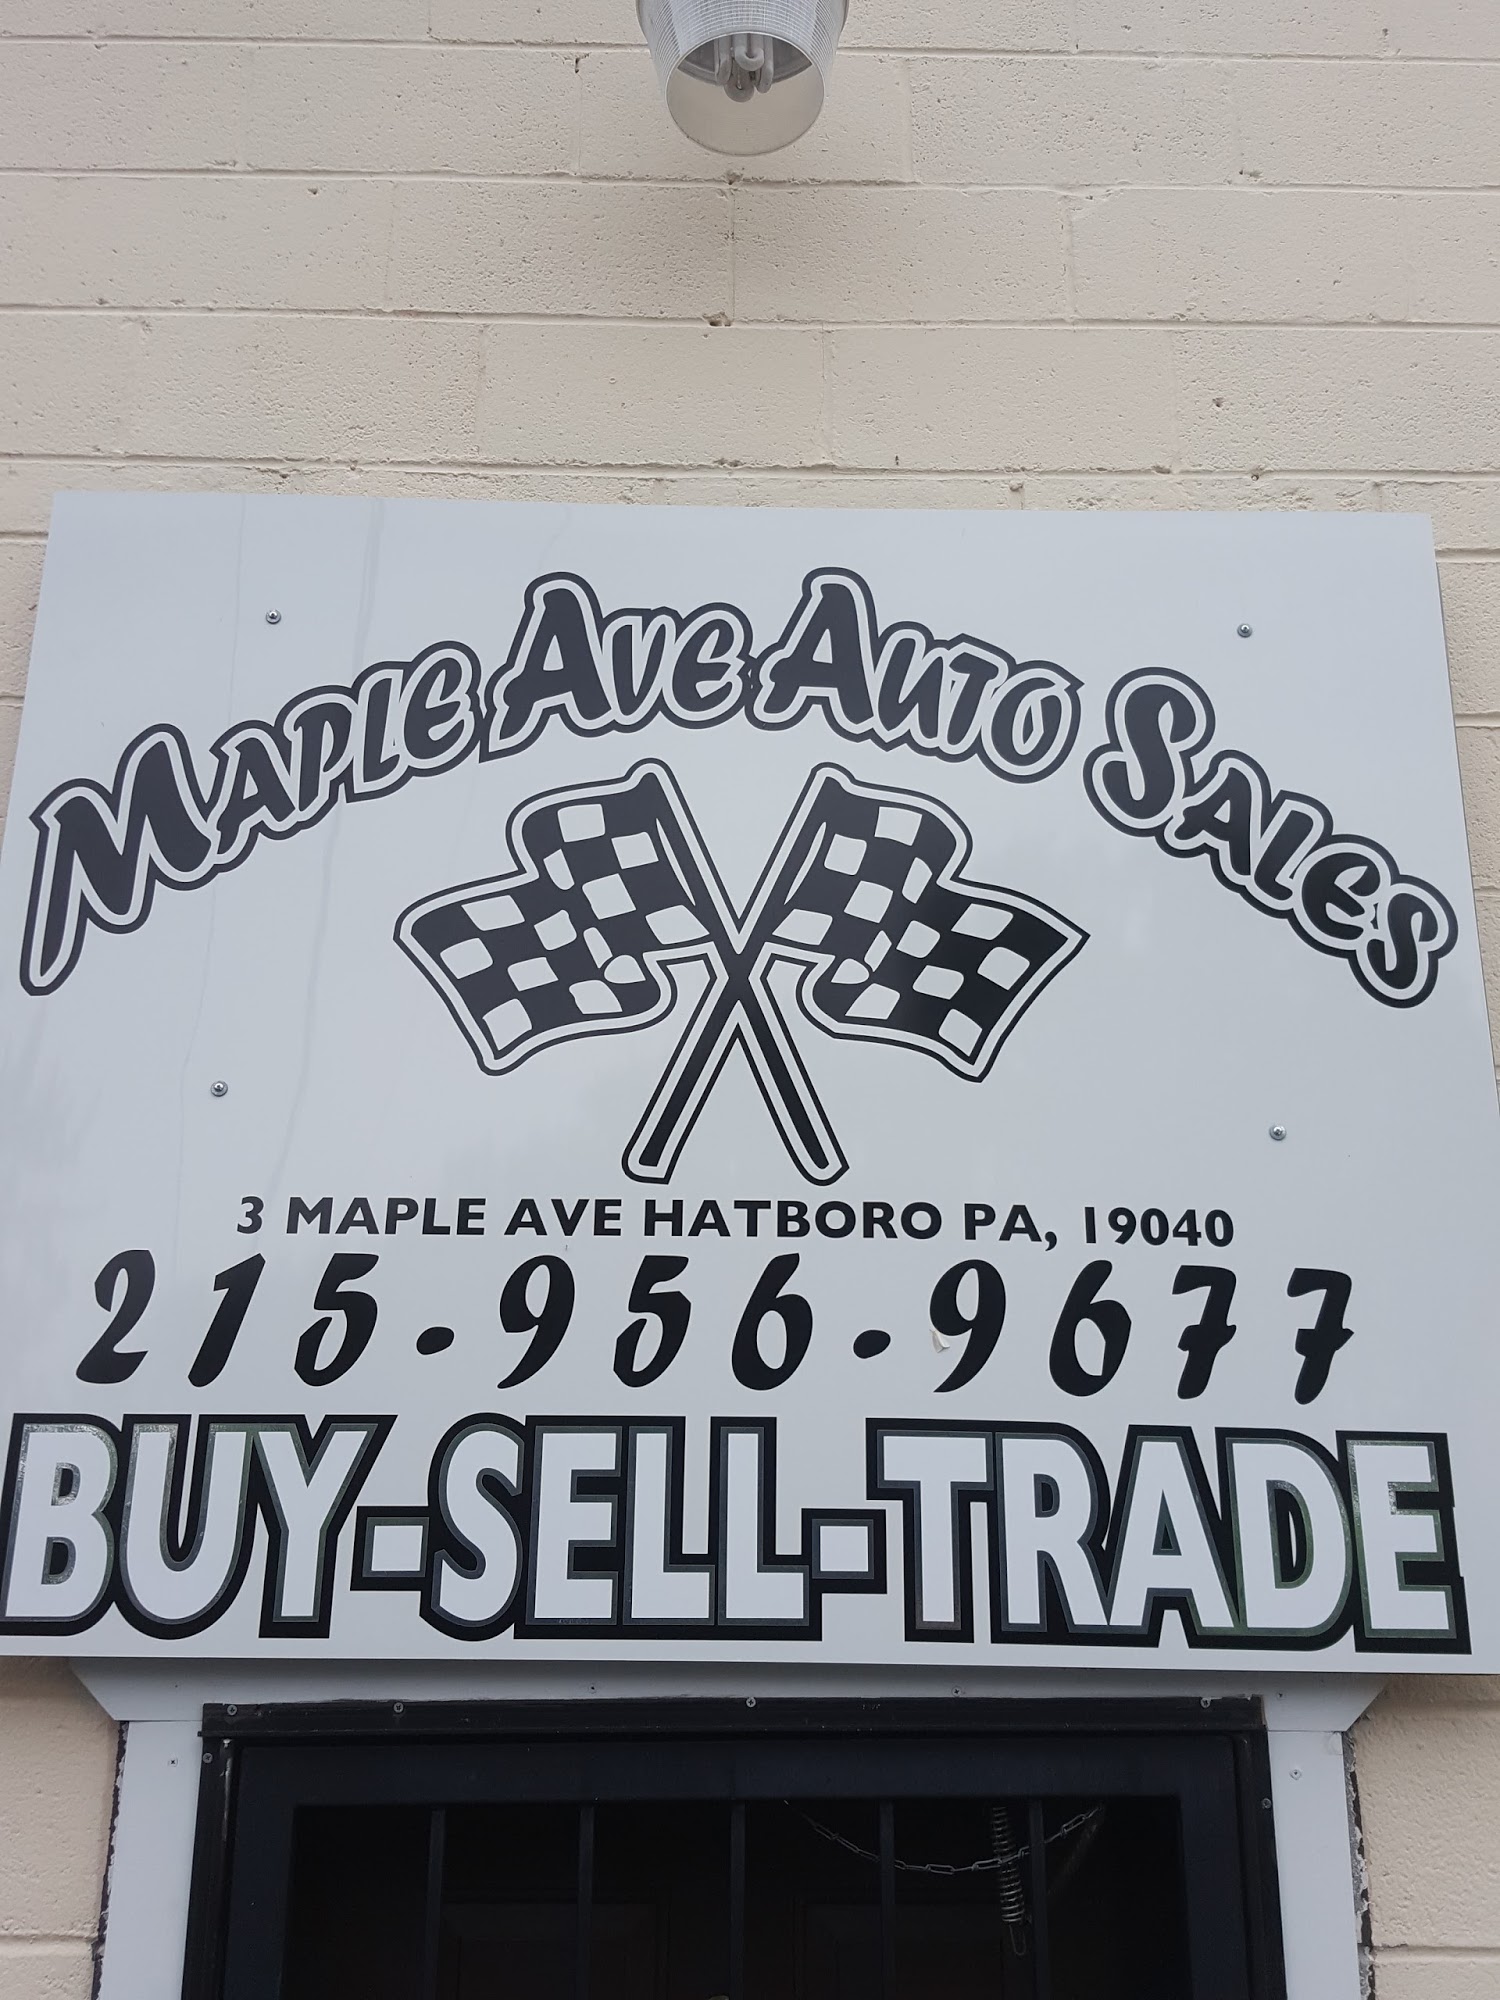 MAPLE AVE AUTO SALES
3 MAPLE AVE HATBORO PA, 19040
215.956.9677
BUY-SELL-TRADE